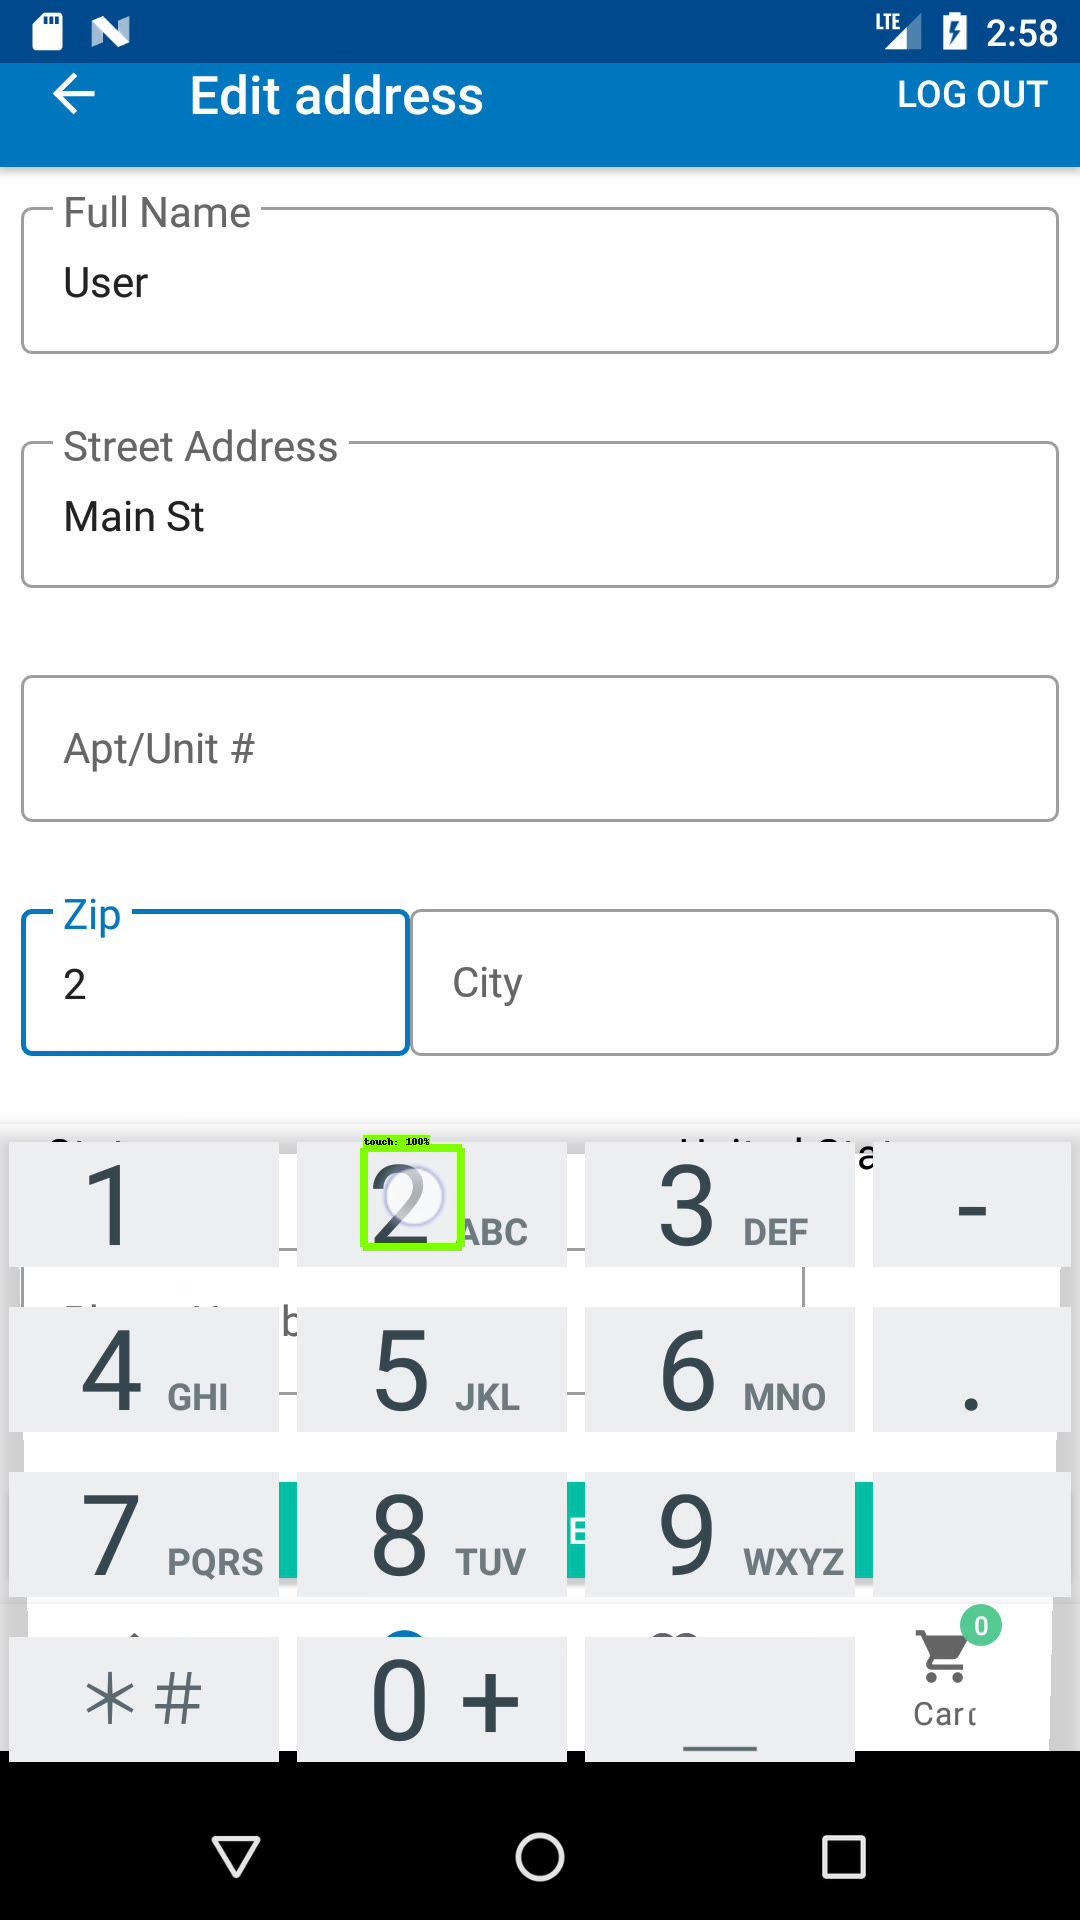 LTE 2:58
Edit address LOG OUT
Full Name
User
Street Address
Main St
Apt/Unit #
Zip
2
City
touch: 100%
1 2 ABC 3 DEF -
4 GHI 5 JKL 6 MNO .
7 PQRS 8 TUV 9 WXYZ
* # 0 +
0